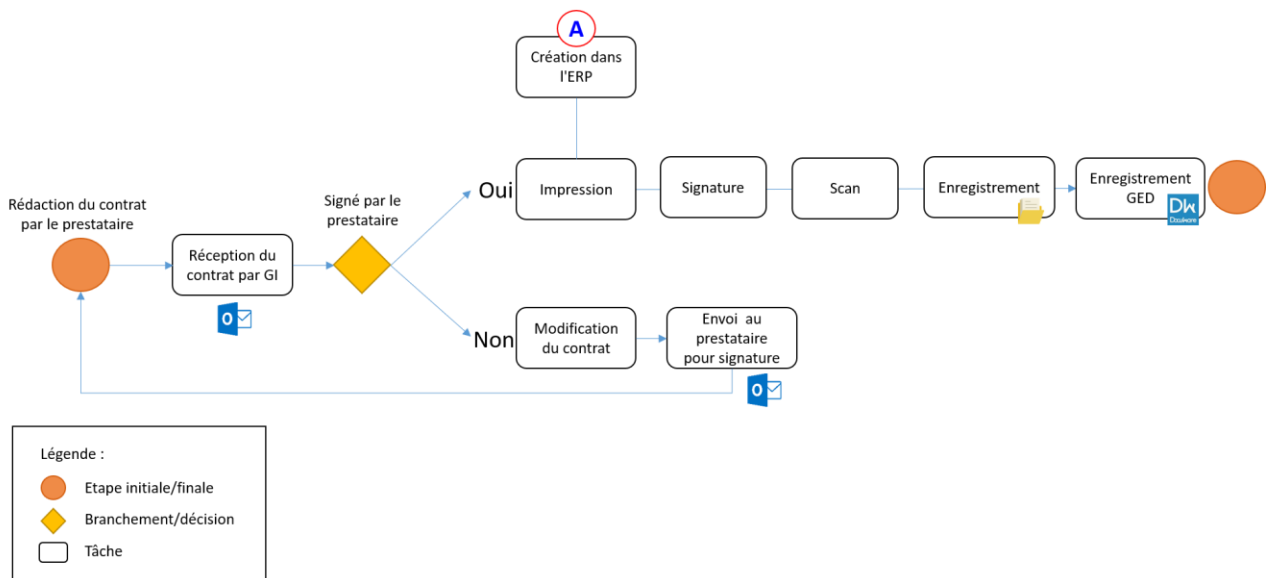 A
Création dans
l'ERP
Oui
Impression
Signature
Scan
Enregistrement
Enregistrement
GED
DW
Rédaction du contrat
par le prestataire
Signé par le
prestataire
Réception du
contrat par GI
Non
Modification
du contrat
Envoi au
prestataire
pour signature
Légende :
Etape initiale/finale
Branchement/décision
Tâche